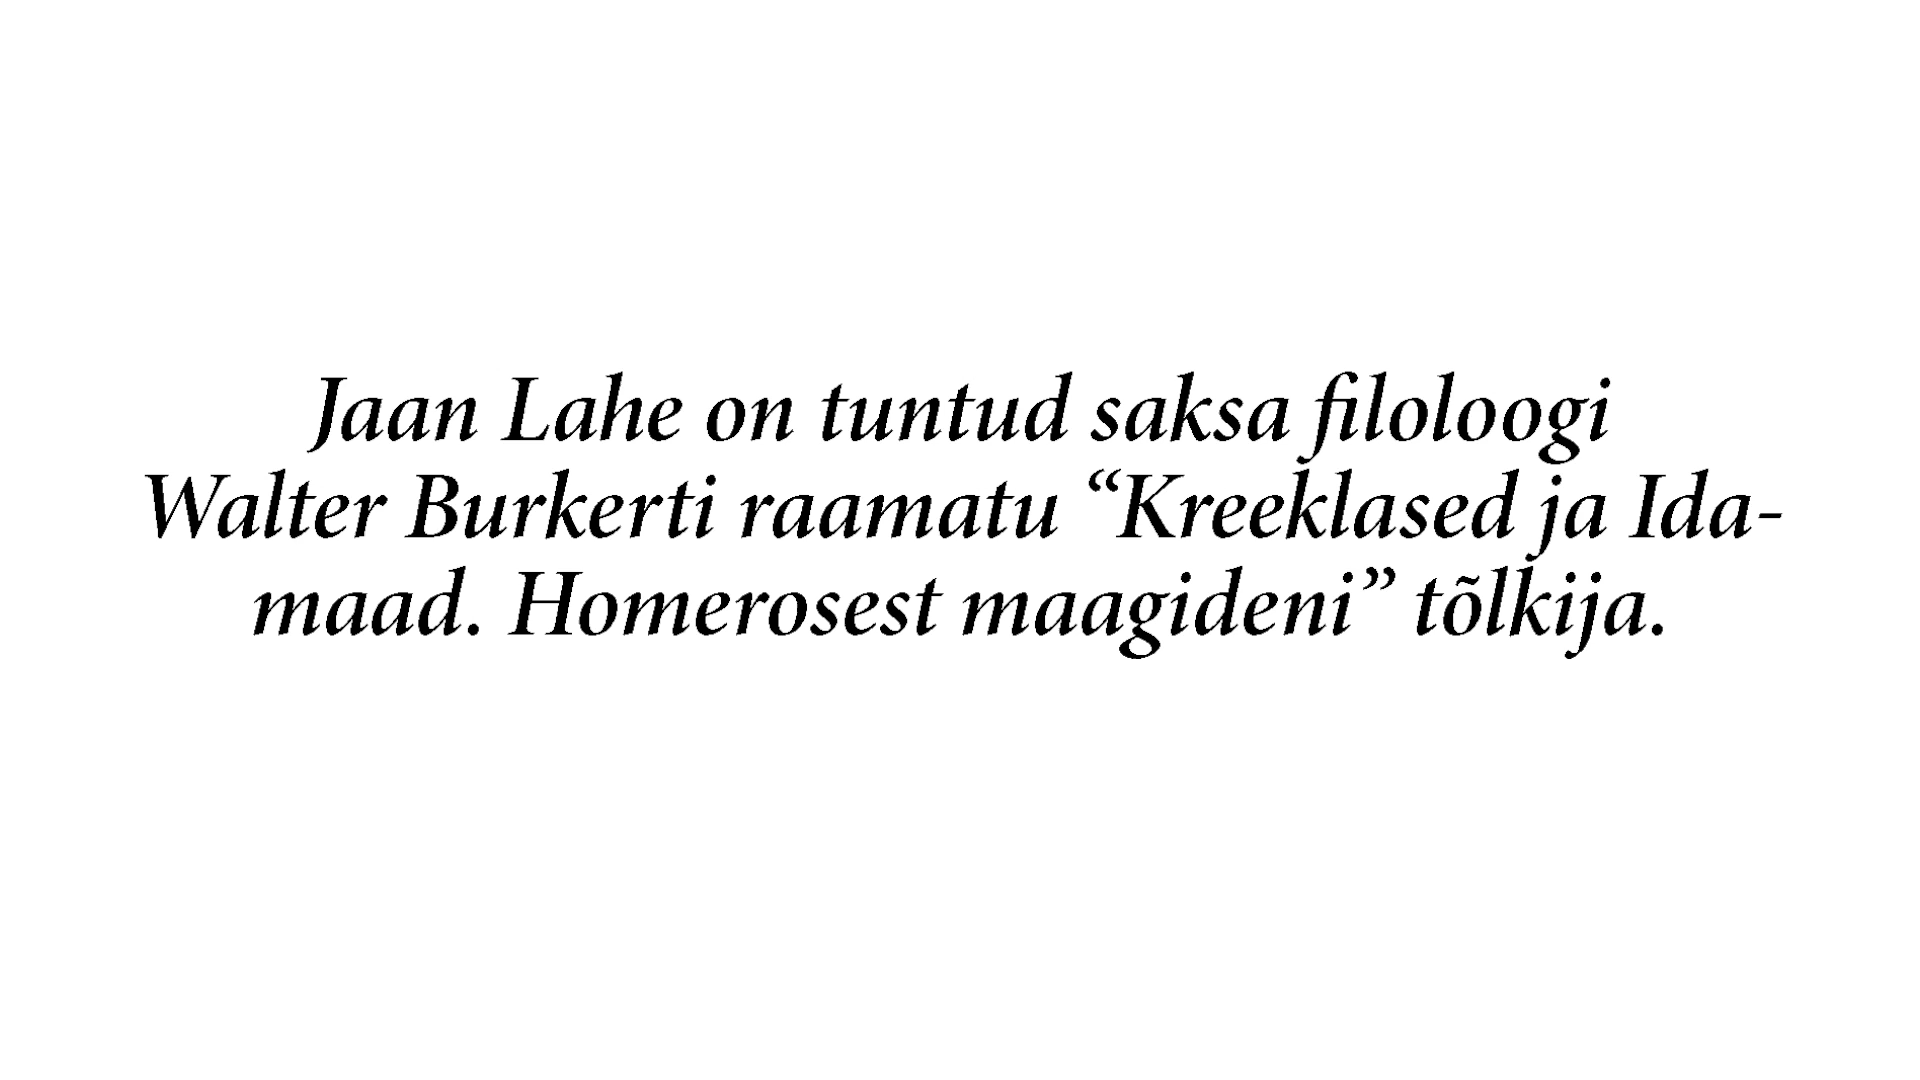 Jaan Lahe on tuntud saksa filoloogi
Walter Burkerti raamatu “Kreeklased ja Ida-
maad. Homerosest maagideni” tõlkija.